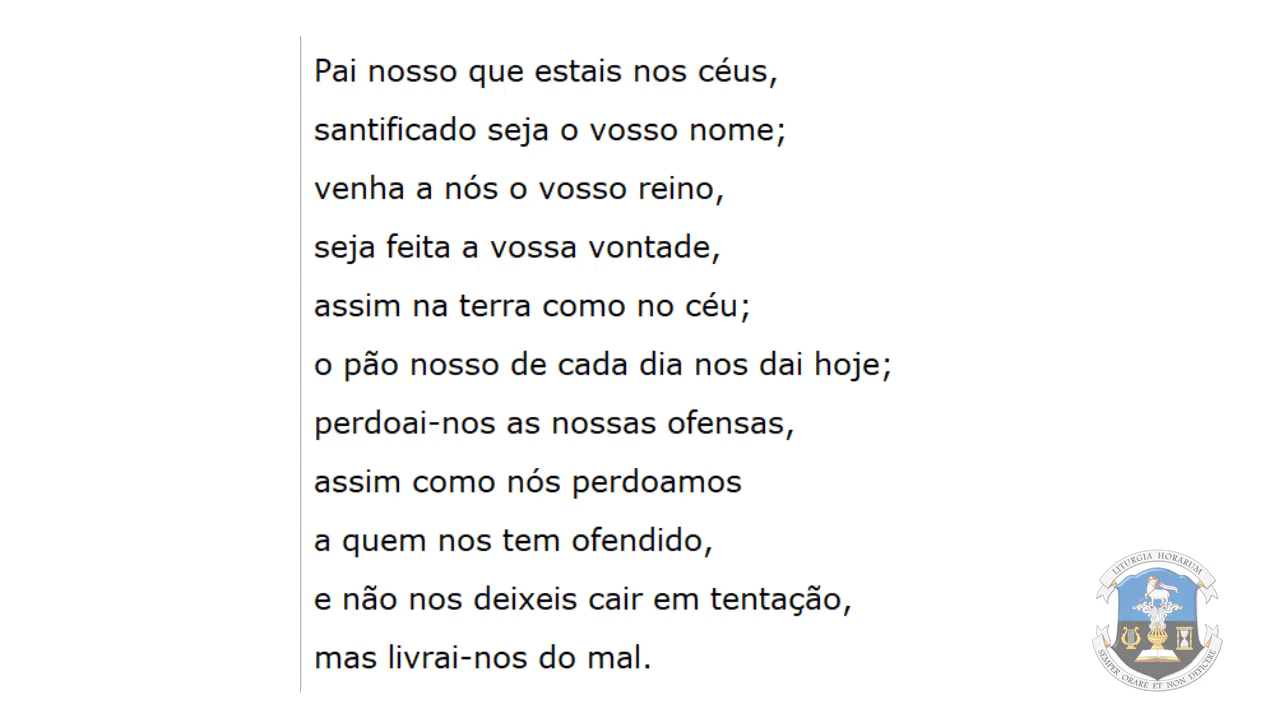 Pai nosso que estais nos céus,
santificado seja o vosso nome;
venha a nós o vosso reino,
seja feita a vossa vontade,
assim na terra como no céu;
o pão nosso de cada dia nos dai hoje;
perdoai-nos as nossas ofensas,
assim como nós perdoamos
a quem nos tem ofendido,
e não nos deixeis cair em tentação,
mas livrai-nos do mal.
LITURGIA HORARUM
SEMPER ORARE ET NON DEFICERE